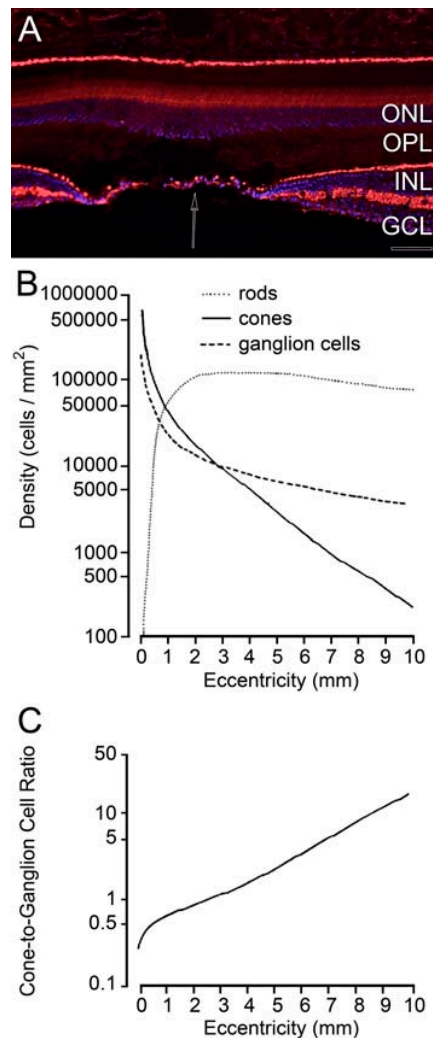 A
ONL
OPL
INL
GCL
B
Density (cells / mm²)
1000000
500000
100000
50000
10000
5000
1000
500
100
rods
cones
ganglion cells
0 1 2 3 4 5 6 7 8 9 10
Eccentricity (mm)
C
Cone-to-Ganglion Cell Ratio
50
10
5
1
0.5
0.1
0 1 2 3 4 5 6 7 8 9 10
Eccentricity (mm)